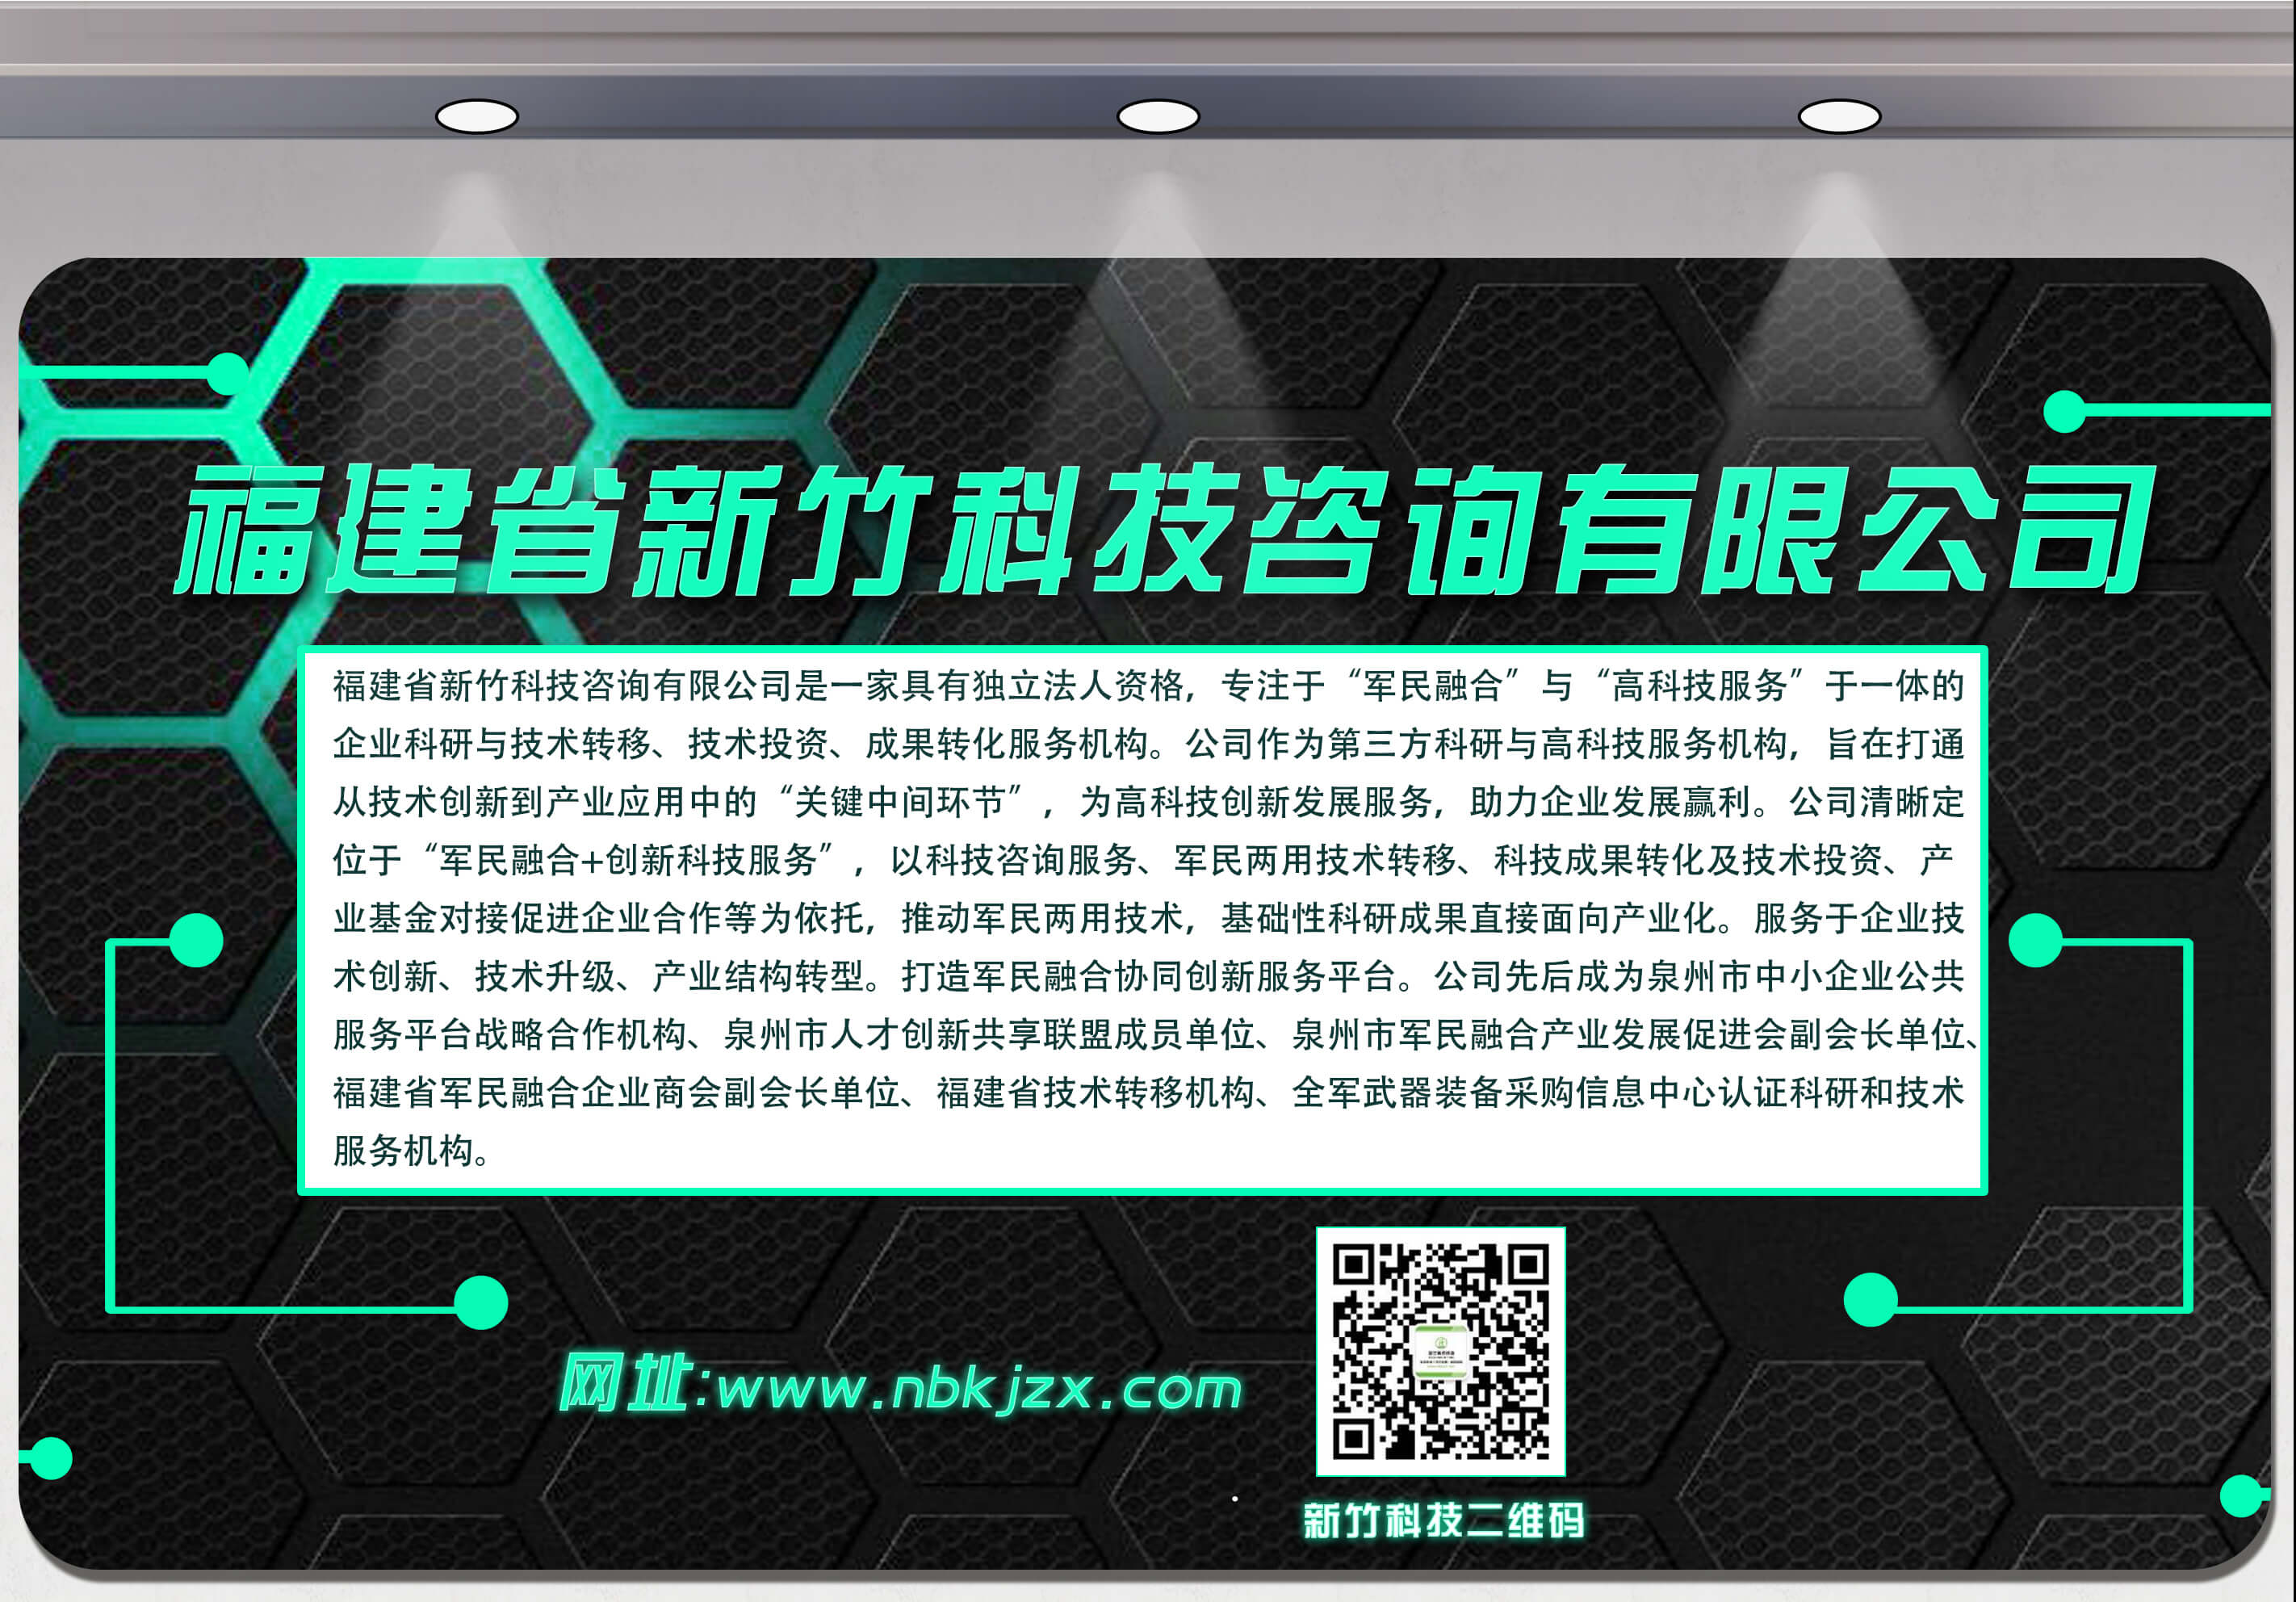 福建省新竹科技咨询有限公司
福建省新竹科技咨询有限公司是一家具有独立法人资格，专注于“军民融合”与“高科技服务”于一体的
企业科研与技术转移、技术投资、成果转化服务机构。公司作为第三方科研与高科技服务机构，旨在打通
从技术创新到产业应用中的“关键中间环节”，为高科技创新发展服务，助力企业发展赢利。公司清晰定
位于“军民融合+创新科技服务”，以科技咨询服务、军民两用技术转移、科技成果转化及技术投资、产
业基金对接促进企业合作等为依托，推动军民两用技术，基础性科研成果直接面向产业化。服务于企业技
术创新、技术升级、产业结构转型。打造军民融合协同创新服务平台。公司先后成为泉州市中小企业公共
服务平台战略合作机构、泉州市人才创新共享联盟成员单位、泉州市军民融合产业发展促进会副会长单位、
福建省军民融合企业商会副会长单位、福建省技术转移机构、全军武器装备采购信息中心认证科研和技术
服务机构。
网址:www.nbkjzx.com
新竹科技二维码